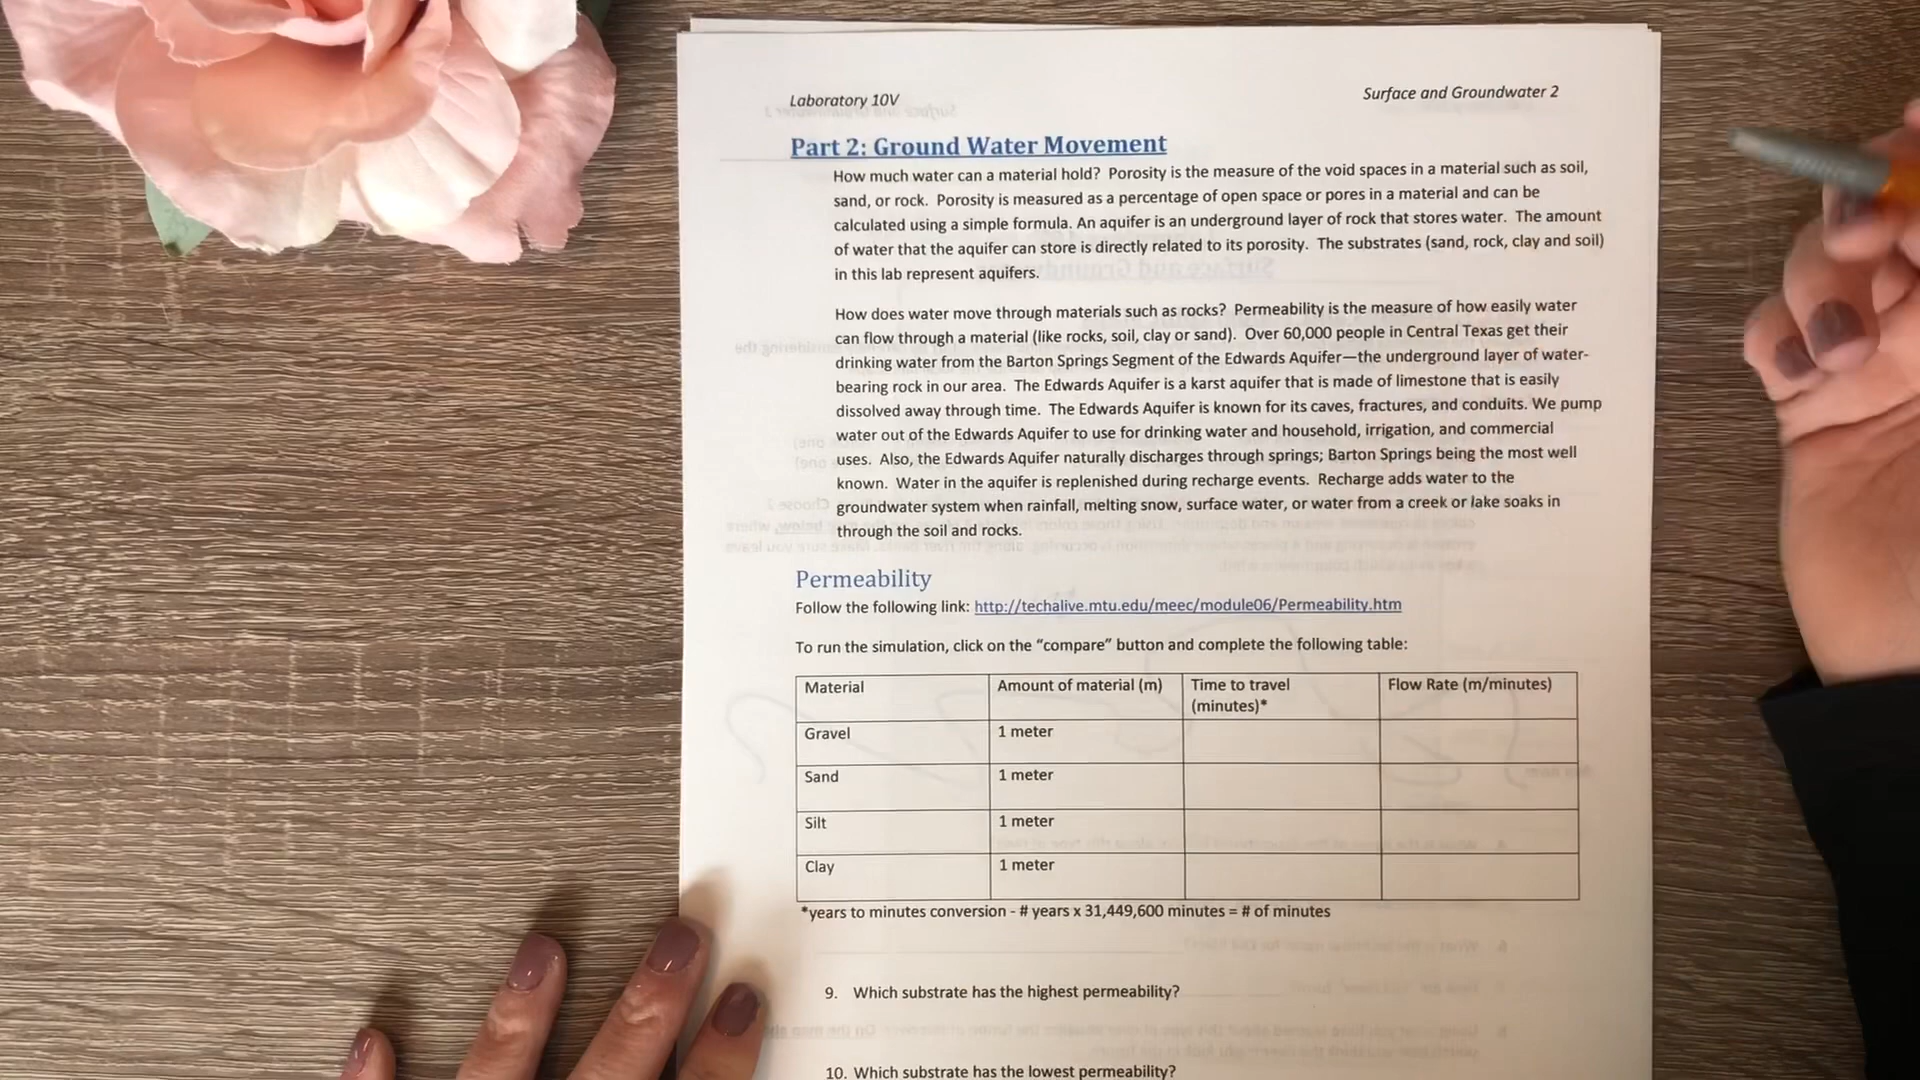 Laboratory 10V
Surface and Groundwater 2
Part 2: Ground Water Movement
How much water can a material hold?  Porosity is the measure of the void spaces in a material such as soil,
sand, or rock.  Porosity is measured as a percentage of open space or pores in a material and can be
calculated using a simple formula. An aquifer is an underground layer of rock that stores water.  The amount
of water that the aquifer can store is directly related to its porosity.  The substrates (sand, rock, clay and soil)
in this lab represent aquifers.
How does water move through materials such as rocks?  Permeability is the measure of how easily water
can flow through a material (like rocks, soil, clay or sand).  Over 60,000 people in Central Texas get their
drinking water from the Barton Springs Segment of the Edwards Aquifer—the underground layer of water-
bearing rock in our area.  The Edwards Aquifer is a karst aquifer that is made of limestone that is easily
dissolved away through time.  The Edwards Aquifer is known for its caves, fractures, and conduits. We pump
water out of the Edwards Aquifer to use for drinking water and household, irrigation, and commercial
uses.  Also, the Edwards Aquifer naturally discharges through springs; Barton Springs being the most well
known.  Water in the aquifer is replenished during recharge events.  Recharge adds water to the
groundwater system when rainfall, melting snow, surface water, or water from a creek or lake soaks in
through the soil and rocks.
Permeability
Follow the following link: http://techalive.mtu.edu/meec/module06/Permeability.htm
To run the simulation, click on the “compare” button and complete the following table:
Material Amount of material (m) Time to travel (minutes)* Flow Rate (m/minutes)
Gravel 1 meter
Sand 1 meter
Silt 1 meter
Clay 1 meter
*years to minutes conversion - # years x 31,449,600 minutes = # of minutes
9. Which substrate has the highest permeability?
10. Which substrate has the lowest permeability?